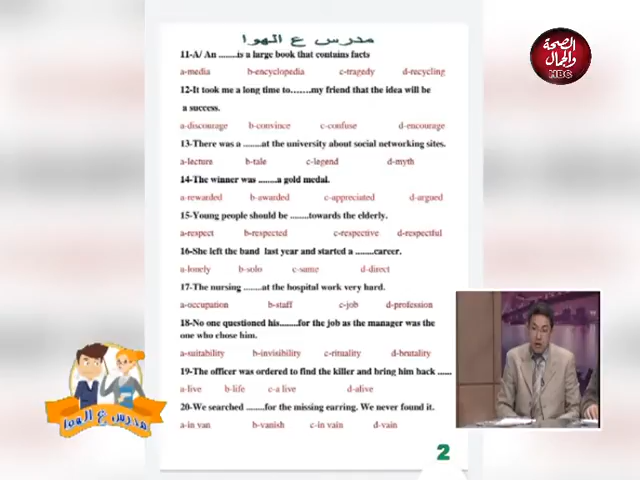 مدرس ع الهوا
11-A/ An ........is a large book that contains facts
a-media b-encyclopedia c-tragedy d-recycling
12-It took me a long time to…….my friend that the idea will be
a success.
a-discourage b-convince c-confuse d-encourage
13-There was a ........at the university about social networking sites.
a-lecture b-tale c-legend d-myth
14-The winner was ........a gold medal.
a-rewarded b-awarded c-appreciated d-argued
15-Young people should be ........towards the elderly.
a-respect b-respected c-respective d-respectful
16-She left the band last year and started a ........career.
a-lonely b-solo c-same d-direct
17-The nursing ........at the hospital work very hard.
a-occupation b-staff c-job d-profession
18-No one questioned his........for the job as the manager was the
one who chose him.
a-suitability b-invisibility c-rituality d-brutality
19-The officer was ordered to find the killer and bring him back ......
a-live b-life c-a live d-alive
20-We searched ........for the missing earring. We never found it.
a-in van b-vanish c-in vain d-vain
2
الصحة
والجمال
HBC
مدرس ع الهوا